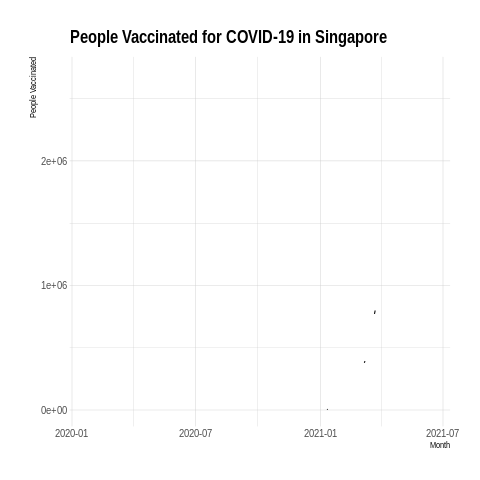 People Vaccinated for COVID-19 in Singapore
People Vaccinated
2e+06
1e+06
0e+00
2020-01 2020-07 2021-01 2021-07
Month